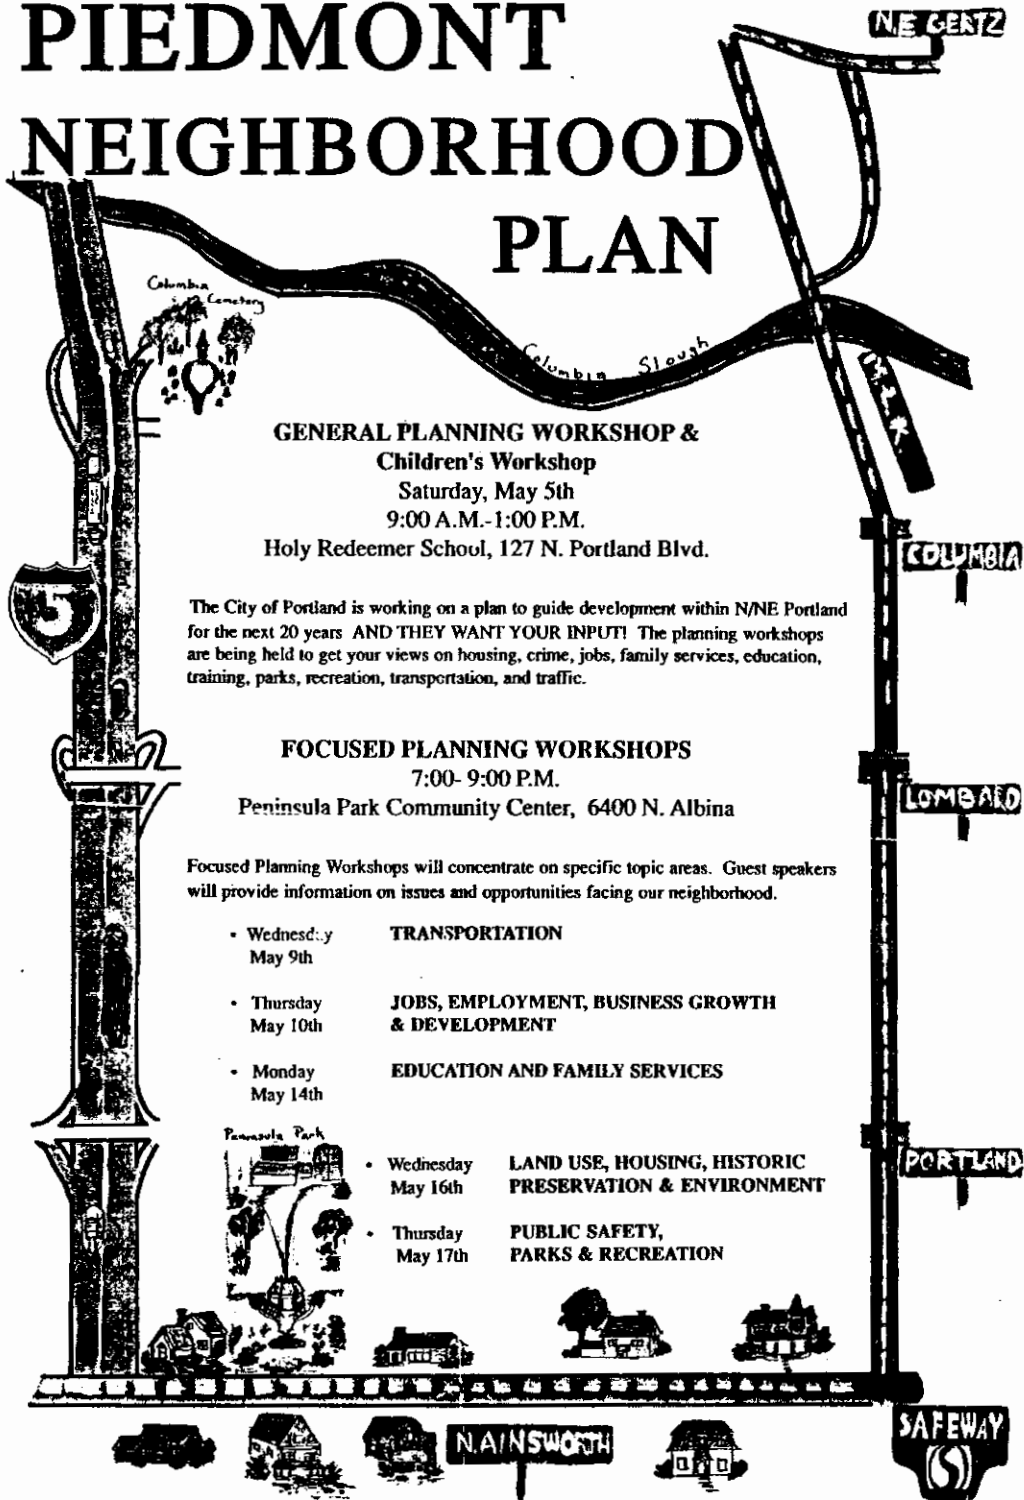 PIEDMONT
NEIGHBORHOOD
PLAN
N.E GERTZ
Columbia
Cemetery
Columbia Slough
M.L.K
GENERAL PLANNING WORKSHOP &
Children's Workshop
Saturday, May 5th
9:00 A.M.-1:00 P.M.
Holy Redeemer School, 127 N. Portland Blvd.
COLUMBIA
5
The City of Portland is working on a plan to guide development within N/NE Portland
for the next 20 years AND THEY WANT YOUR INPUT! The planning workshops
are being held to get your views on housing, crime, jobs, family services, education,
training, parks, recreation, transportation, and traffic.
FOCUSED PLANNING WORKSHOPS
7:00- 9:00 P.M.
Peninsula Park Community Center, 6400 N. Albina
LOMBARD
Focused Planning Workshops will concentrate on specific topic areas. Guest speakers
will provide information on issues and opportunities facing our neighborhood.
• Wednesday TRANSPORTATION
May 9th
• Thursday JOBS, EMPLOYMENT, BUSINESS GROWTH
May 10th & DEVELOPMENT
• Monday EDUCATION AND FAMILY SERVICES
May 14th
Peninsula Park
• Wednesday LAND USE, HOUSING, HISTORIC
May 16th PRESERVATION & ENVIRONMENT
PORTLAND
• Thursday PUBLIC SAFETY,
May 17th PARKS & RECREATION
N.AINSWORTH
SAFEWAY
S